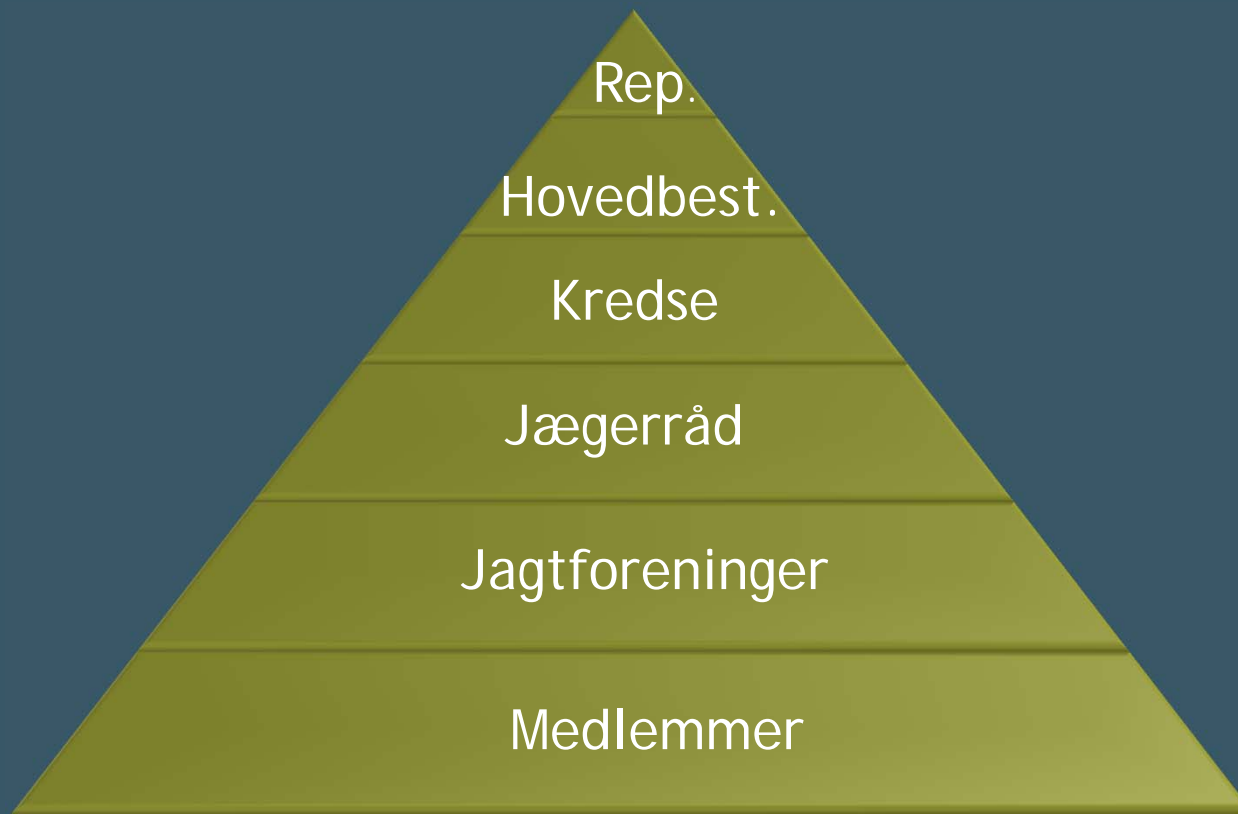 Rep.
Hovedbest.
Kredse
Jægerråd
Jagtforeninger
Medlemmer